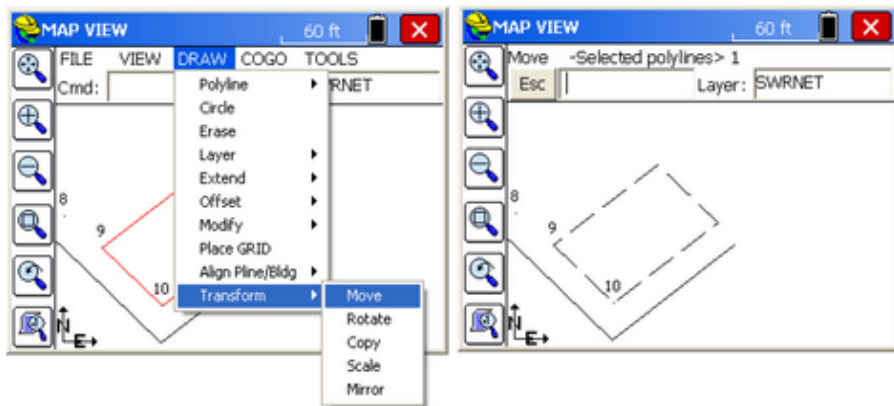 MAP VIEW 60 ft
FILE VIEW DRAW COGO TOOLS
Cmd: RNET
Polyline
Circle
Erase
Layer
Extend
Offset
Modify
Place GRID
Align Pline/Bldg
Transform
Move
Rotate
Copy
Scale
Mirror
8
9
10
N
E
MAP VIEW 60 ft
Move -Selected polylines> 1
Esc Layer: SWRNET
8
9
10
N
E